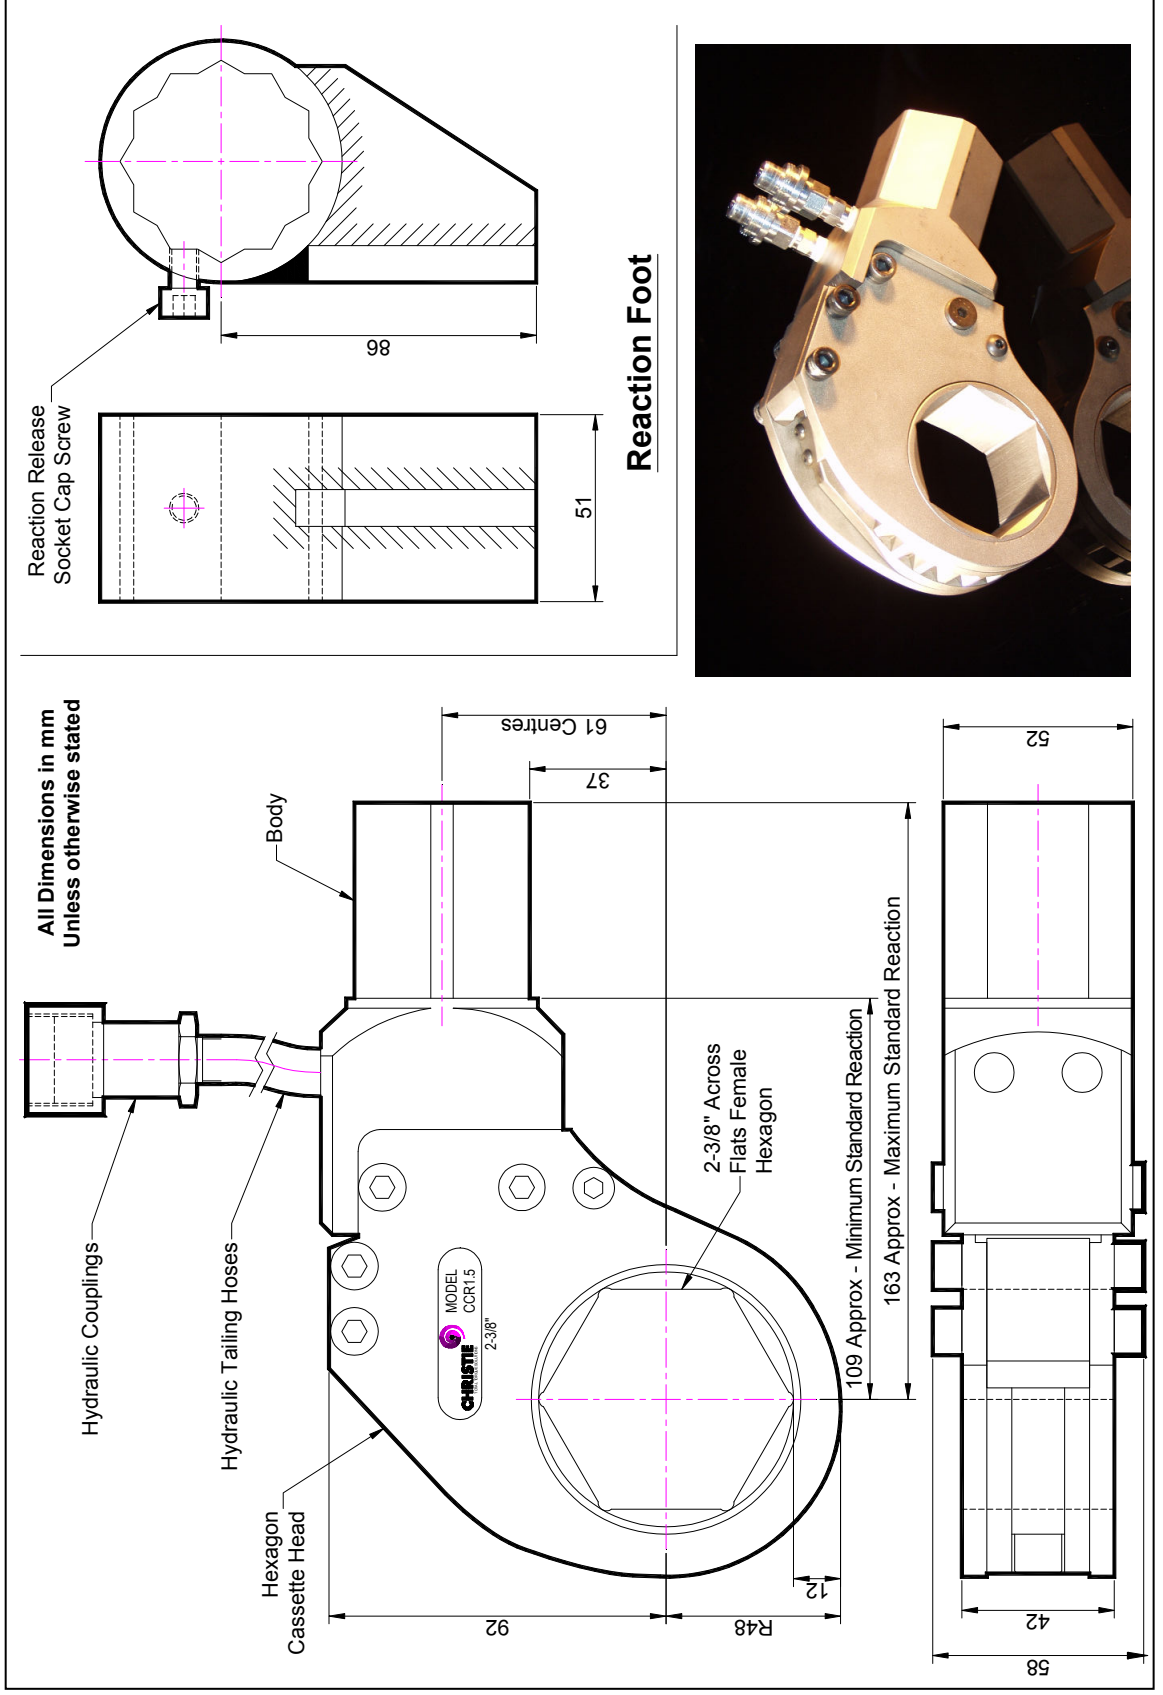 All Dimensions in mm
Unless otherwise stated
Reaction Release
Socket Cap Screw
86
51
Reaction Foot
Hydraulic Couplings
Hydraulic Tailing Hoses
Hexagon
Cassette Head
Body
CHRISTIE
MODEL
CCR1.5
2-3/8"
2-3/8" Across
Flats Female
Hexagon
61 Centres
37
92
R48
12
109 Approx - Minimum Standard Reaction
163 Approx - Maximum Standard Reaction
52
42
58